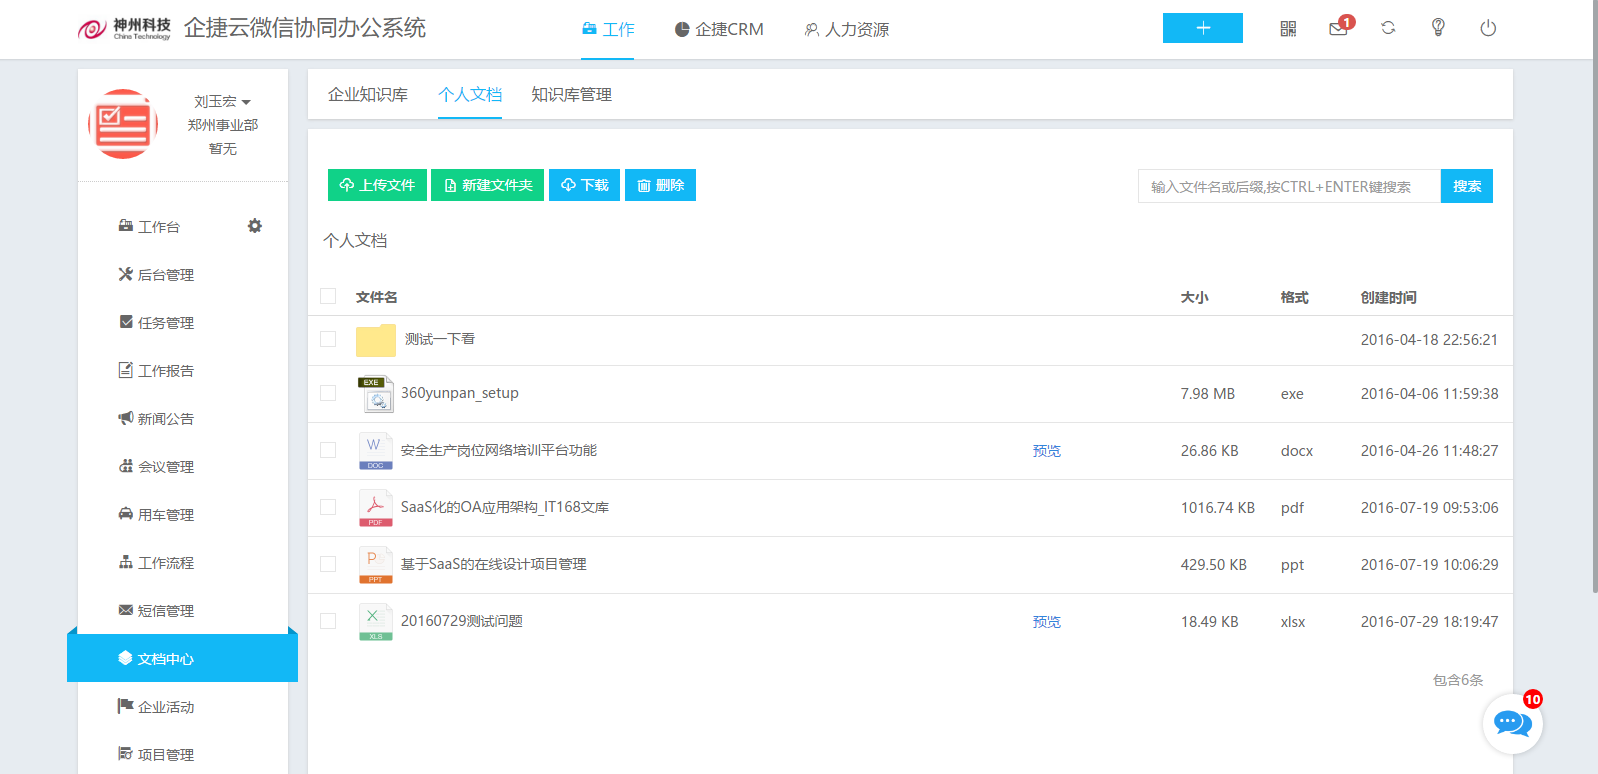 神州科技
China Technology
企捷云微信协同办公系统
工作
企捷CRM
人力资源
1
刘玉宏
郑州事业部
暂无
工作台
后台管理
任务管理
工作报告
新闻公告
会议管理
用车管理
工作流程
短信管理
文档中心
企业活动
项目管理
企业知识库 个人文档 知识库管理
上传文件 新建文件夹 下载 删除
输入文件名或后缀,按CTRL+ENTER键搜索 搜索
个人文档
文件名 大小 格式 创建时间
测试一下看 2016-04-18 22:56:21
EXE 360yunpan_setup 7.98 MB exe 2016-04-06 11:59:38
W DOC 安全生产岗位网络培训平台功能 预览 26.86 KB docx 2016-04-26 11:48:27
PDF SaaS化的OA应用架构_IT168文库 1016.74 KB pdf 2016-07-19 09:53:06
P PPT 基于SaaS的在线设计项目管理 429.50 KB ppt 2016-07-19 10:06:29
X XLS 20160729测试问题 预览 18.49 KB xlsx 2016-07-29 18:19:47
包含6条
10